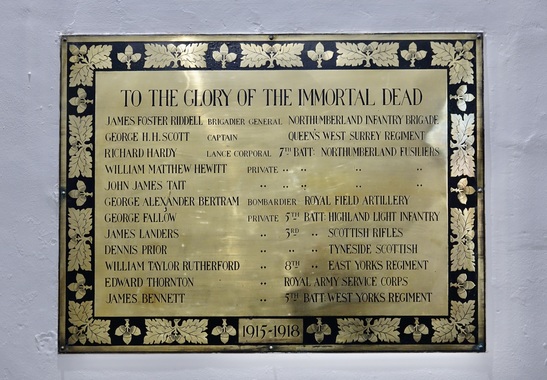 TO THE GLORY OF THE IMMORTAL DEAD
JAMES FOSTER RIDDELL BRIGADIER GENERAL NORTHUMBERLAND INFANTRY BRIGADE
GEORGE H.H. SCOTT CAPTAIN QUEEN'S WEST SURREY REGIMENT
RICHARD HARDY LANCE CORPORAL 7TH BATT: NORTHUMBERLAND FUSILIERS
WILLIAM MATTHEW HEWITT PRIVATE " " " "
JOHN JAMES TAIT " " " " "
GEORGE ALEXANDER BERTRAM BOMBARDIER ROYAL FIELD ARTILLERY
GEORGE FALLOW PRIVATE 5TH BATT: HIGHLAND LIGHT INFANTRY
JAMES LANDERS " 3RD " SCOTTISH RIFLES
DENNIS PRIOR " " TYNESIDE SCOTTISH
WILLIAM TAYLOR RUTHERFORD " 8TH " EAST YORKS REGIMENT
EDWARD THORNTON " ROYAL ARMY SERVICE CORPS
JAMES BENNETT " 5TH BATT: WEST YORKS REGIMENT
1915-1918